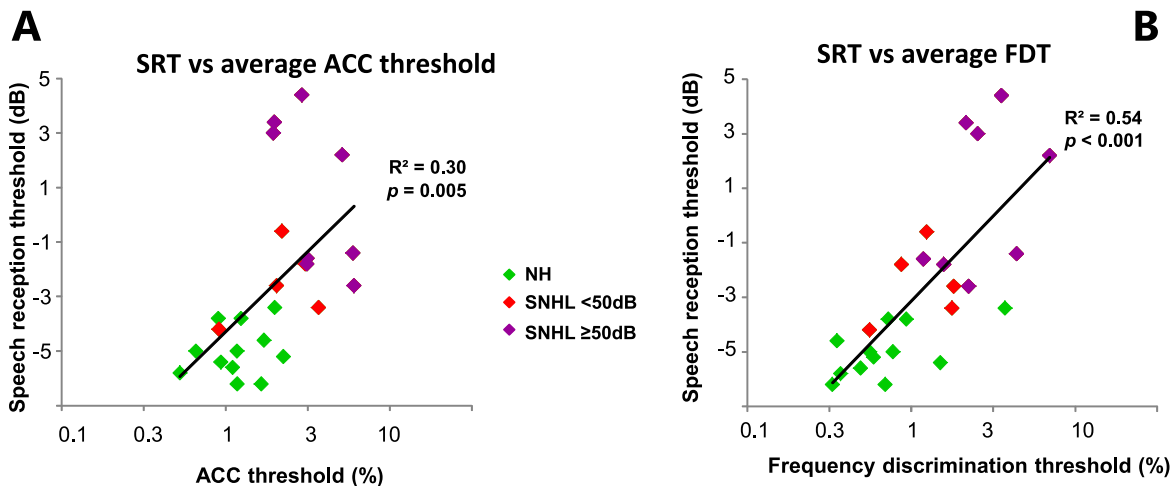 A
SRT vs average ACC threshold
Speech reception threshold (dB)
5
3
1
-1
-3
-5
R² = 0.30
p = 0.005
0.1
0.3
1
3
10
ACC threshold (%)
NH
SNHL <50dB
SNHL ≥50dB
B
SRT vs average FDT
Speech reception threshold (dB)
5
3
1
-1
-3
-5
R² = 0.54
p < 0.001
0.1
0.3
1
3
10
Frequency discrimination threshold (%)